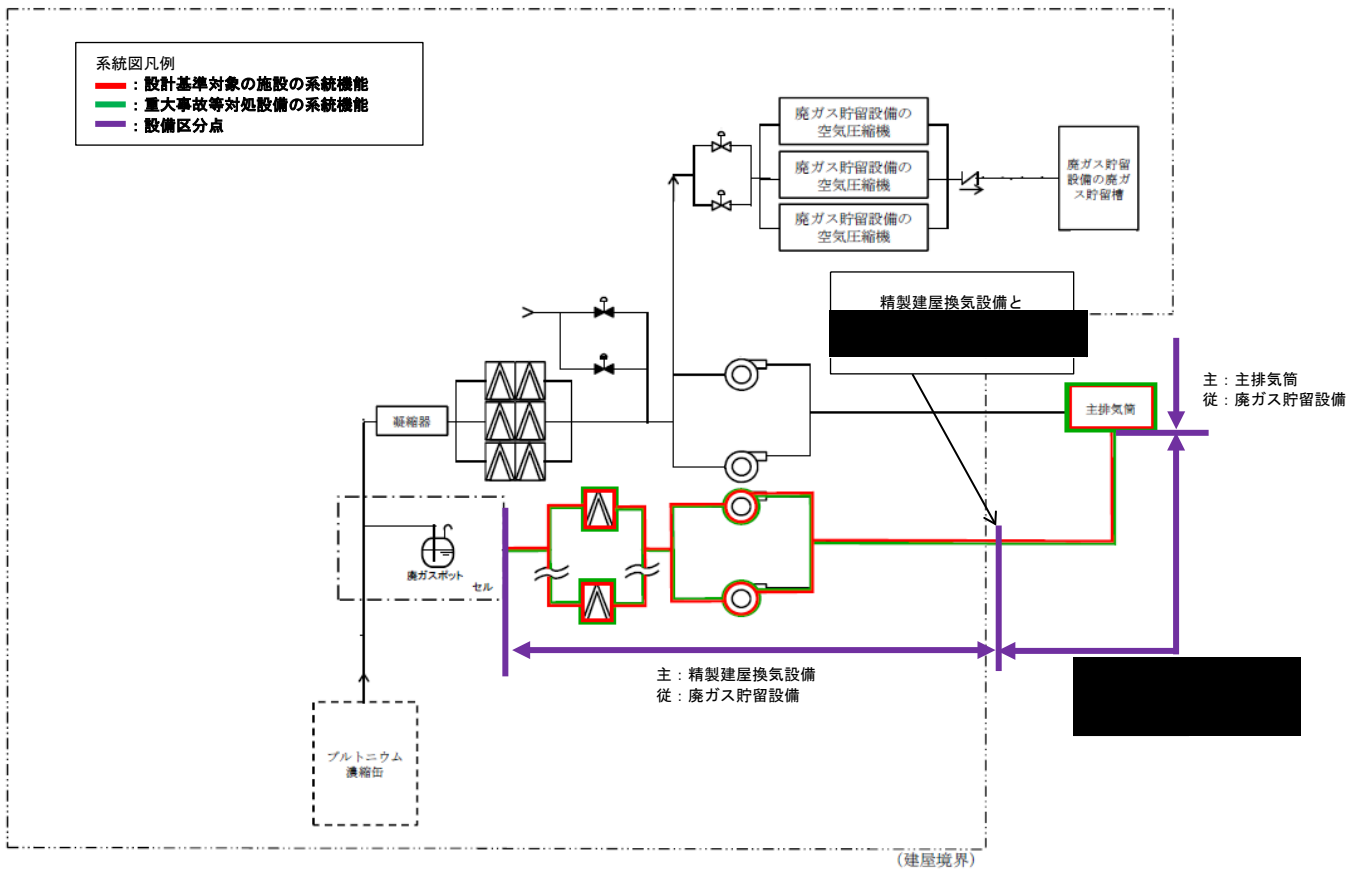 系統図凡例
：設計基準対象の施設の系統機能
：重大事故等対処設備の系統機能
：設備区分点
廃ガス貯留設備の
空気圧縮機
廃ガス貯留設備の
空気圧縮機
廃ガス貯留設備の
空気圧縮機
廃ガス貯留
設備の廃ガ
ス貯留槽
精製建屋換気設備と
主：主排気筒
従：廃ガス貯留設備
主排気筒
凝縮器
廃ガスポット
セル
主：精製建屋換気設備
従：廃ガス貯留設備
プルトニウム
濃縮缶
(建屋境界)